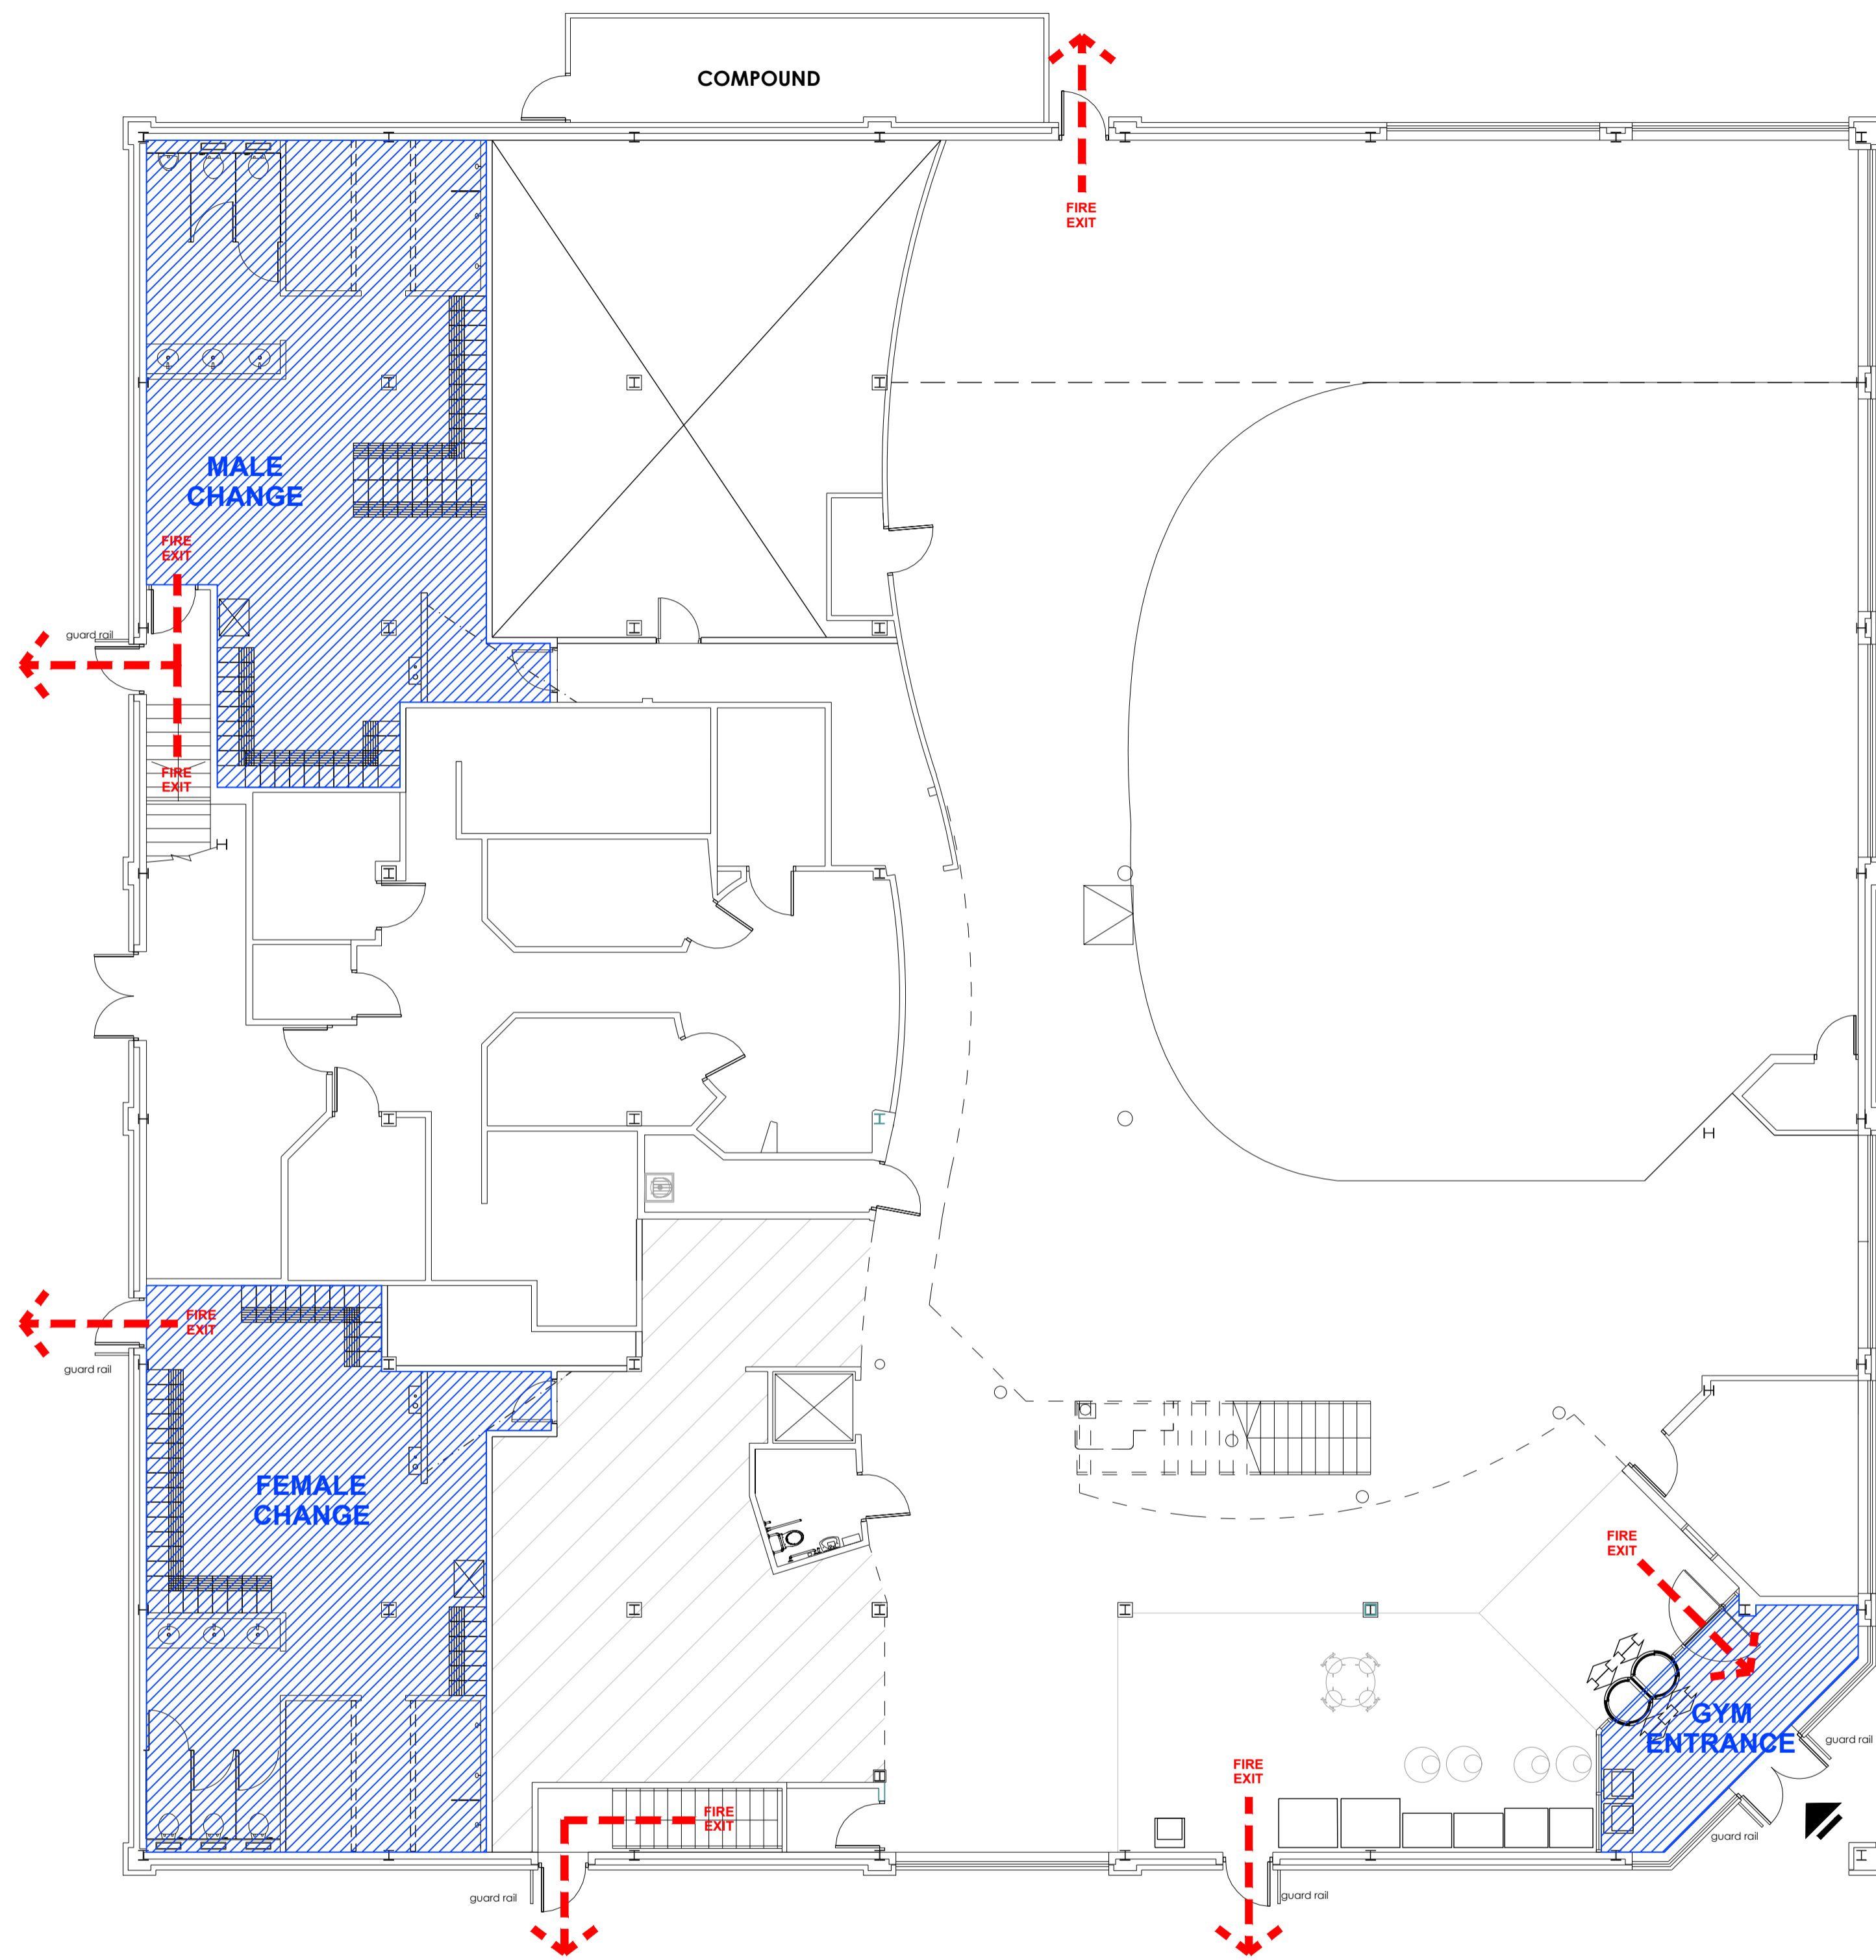 COMPOUND
FIRE
EXIT
MALE
CHANGE
FIRE
EXIT
guard rail
FIRE
EXIT
FIRE
EXIT
guard rail
FEMALE
CHANGE
FIRE
EXIT
GYM
ENTRANCE
guard rail
FIRE
EXIT
FIRE
EXIT
guard rail
guard rail
guard rail